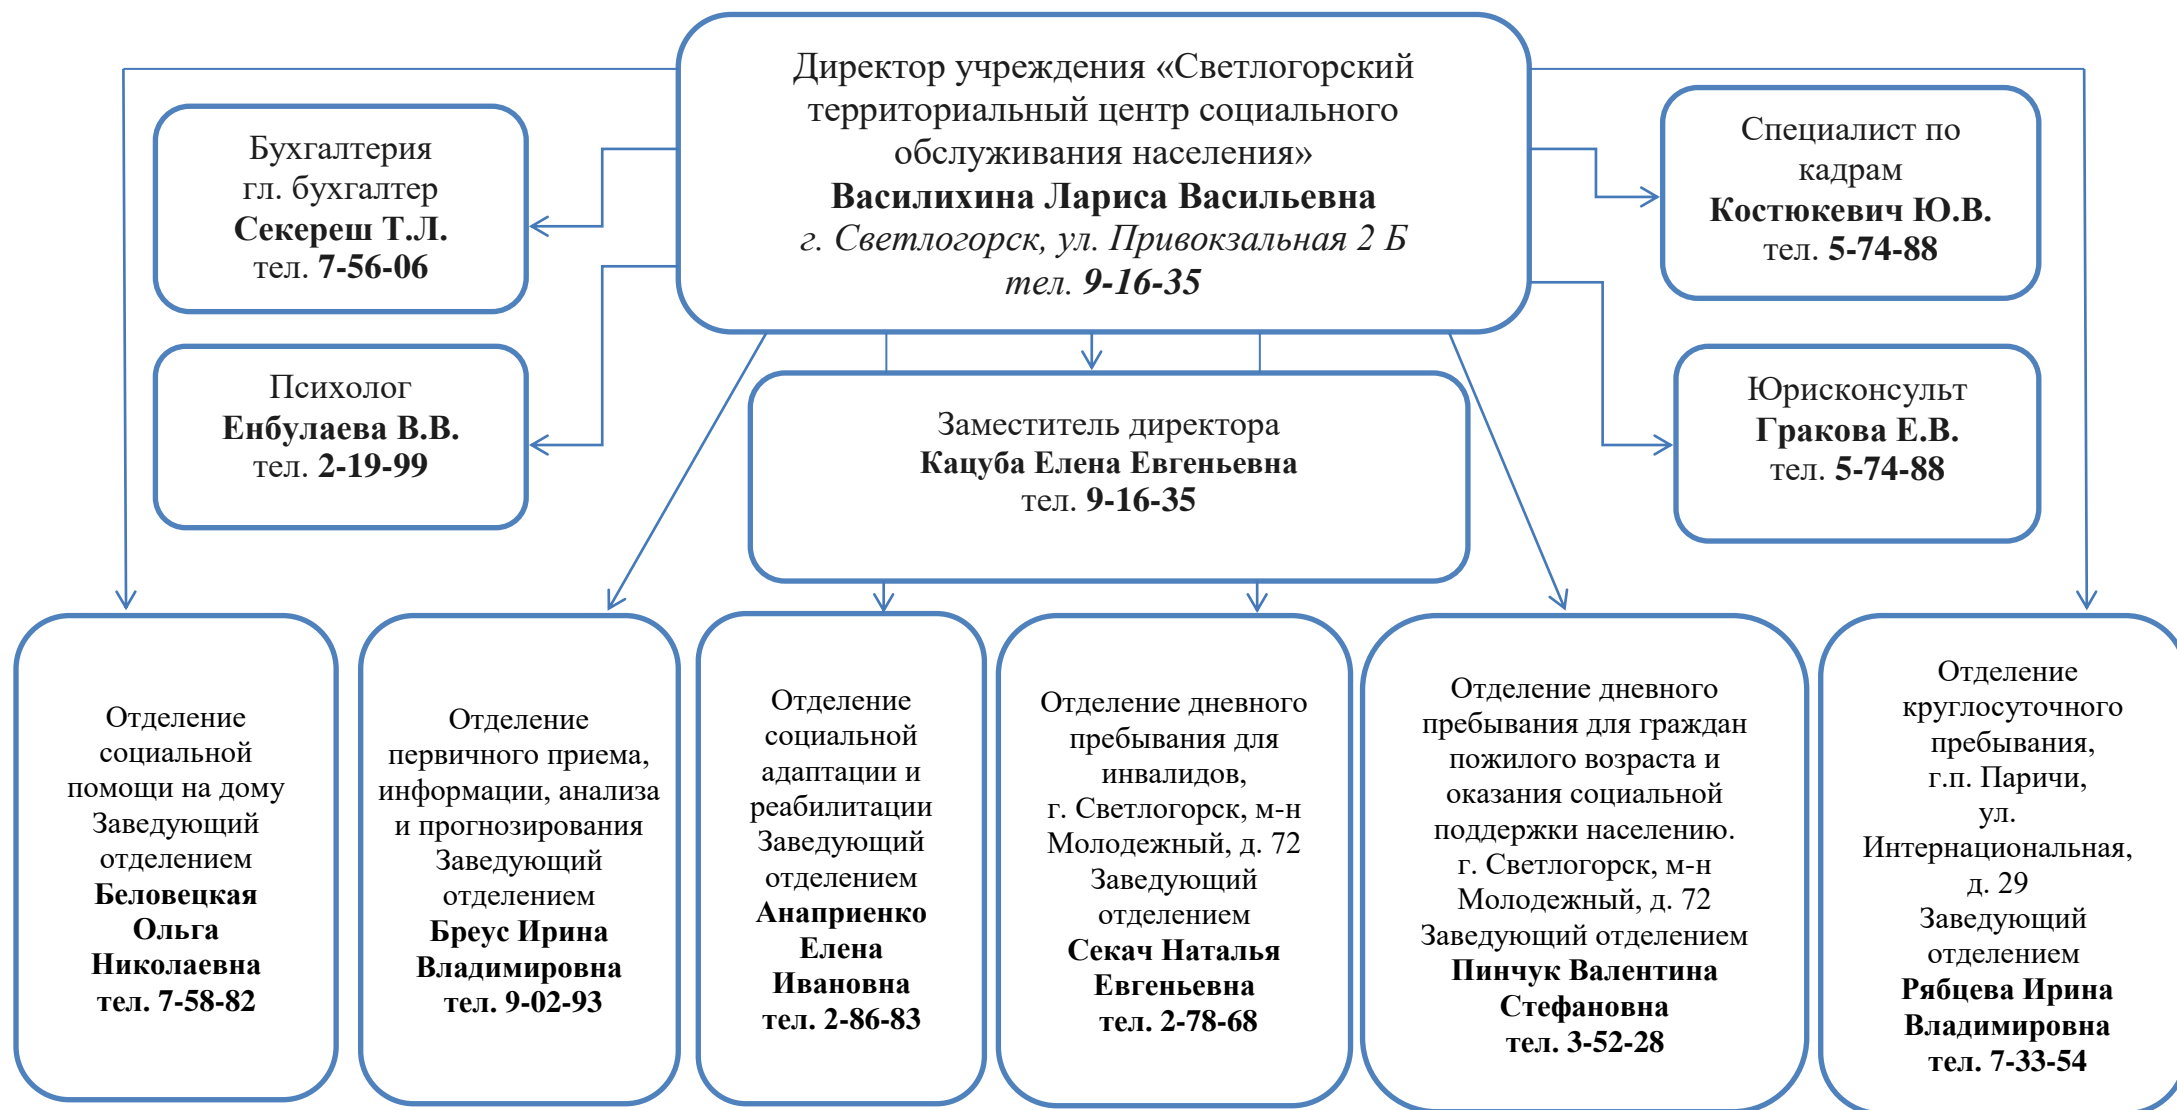 Директор учреждения «Светлогорский
территориальный центр социального
обслуживания населения»
Василихина Лариса Васильевна
г. Светлогорск, ул. Привокзальная 2 Б
тел. 9-16-35
Бухгалтерия
гл. бухгалтер
Секереш Т.Л.
тел. 7-56-06
Специалист по
кадрам
Костюкевич Ю.В.
тел. 5-74-88
Психолог
Енбулаева В.В.
тел. 2-19-99
Заместитель директора
Кацуба Елена Евгеньевна
тел. 9-16-35
Юрисконсульт
Гракова Е.В.
тел. 5-74-88
Отделение
социальной
помощи на дому
Заведующий
отделением
Беловецкая
Ольга
Николаевна
тел. 7-58-82
Отделение
первичного приема,
информации, анализа
и прогнозирования
Заведующий
отделением
Бреус Ирина
Владимировна
тел. 9-02-93
Отделение
социальной
адаптации и
реабилитации
Заведующий
отделением
Анаприенко
Елена
Ивановна
тел. 2-86-83
Отделение дневного
пребывания для
инвалидов,
г. Светлогорск, м-н
Молодежный, д. 72
Заведующий
отделением
Секач Наталья
Евгеньевна
тел. 2-78-68
Отделение дневного
пребывания для граждан
пожилого возраста и
оказания социальной
поддержки населению.
г. Светлогорск, м-н
Молодежный, д. 72
Заведующий отделением
Пинчук Валентина
Стефановна
тел. 3-52-28
Отделение
круглосуточного
пребывания,
г.п. Паричи,
ул.
Интернациональная,
д. 29
Заведующий
отделением
Рябцева Ирина
Владимировна
тел. 7-33-54